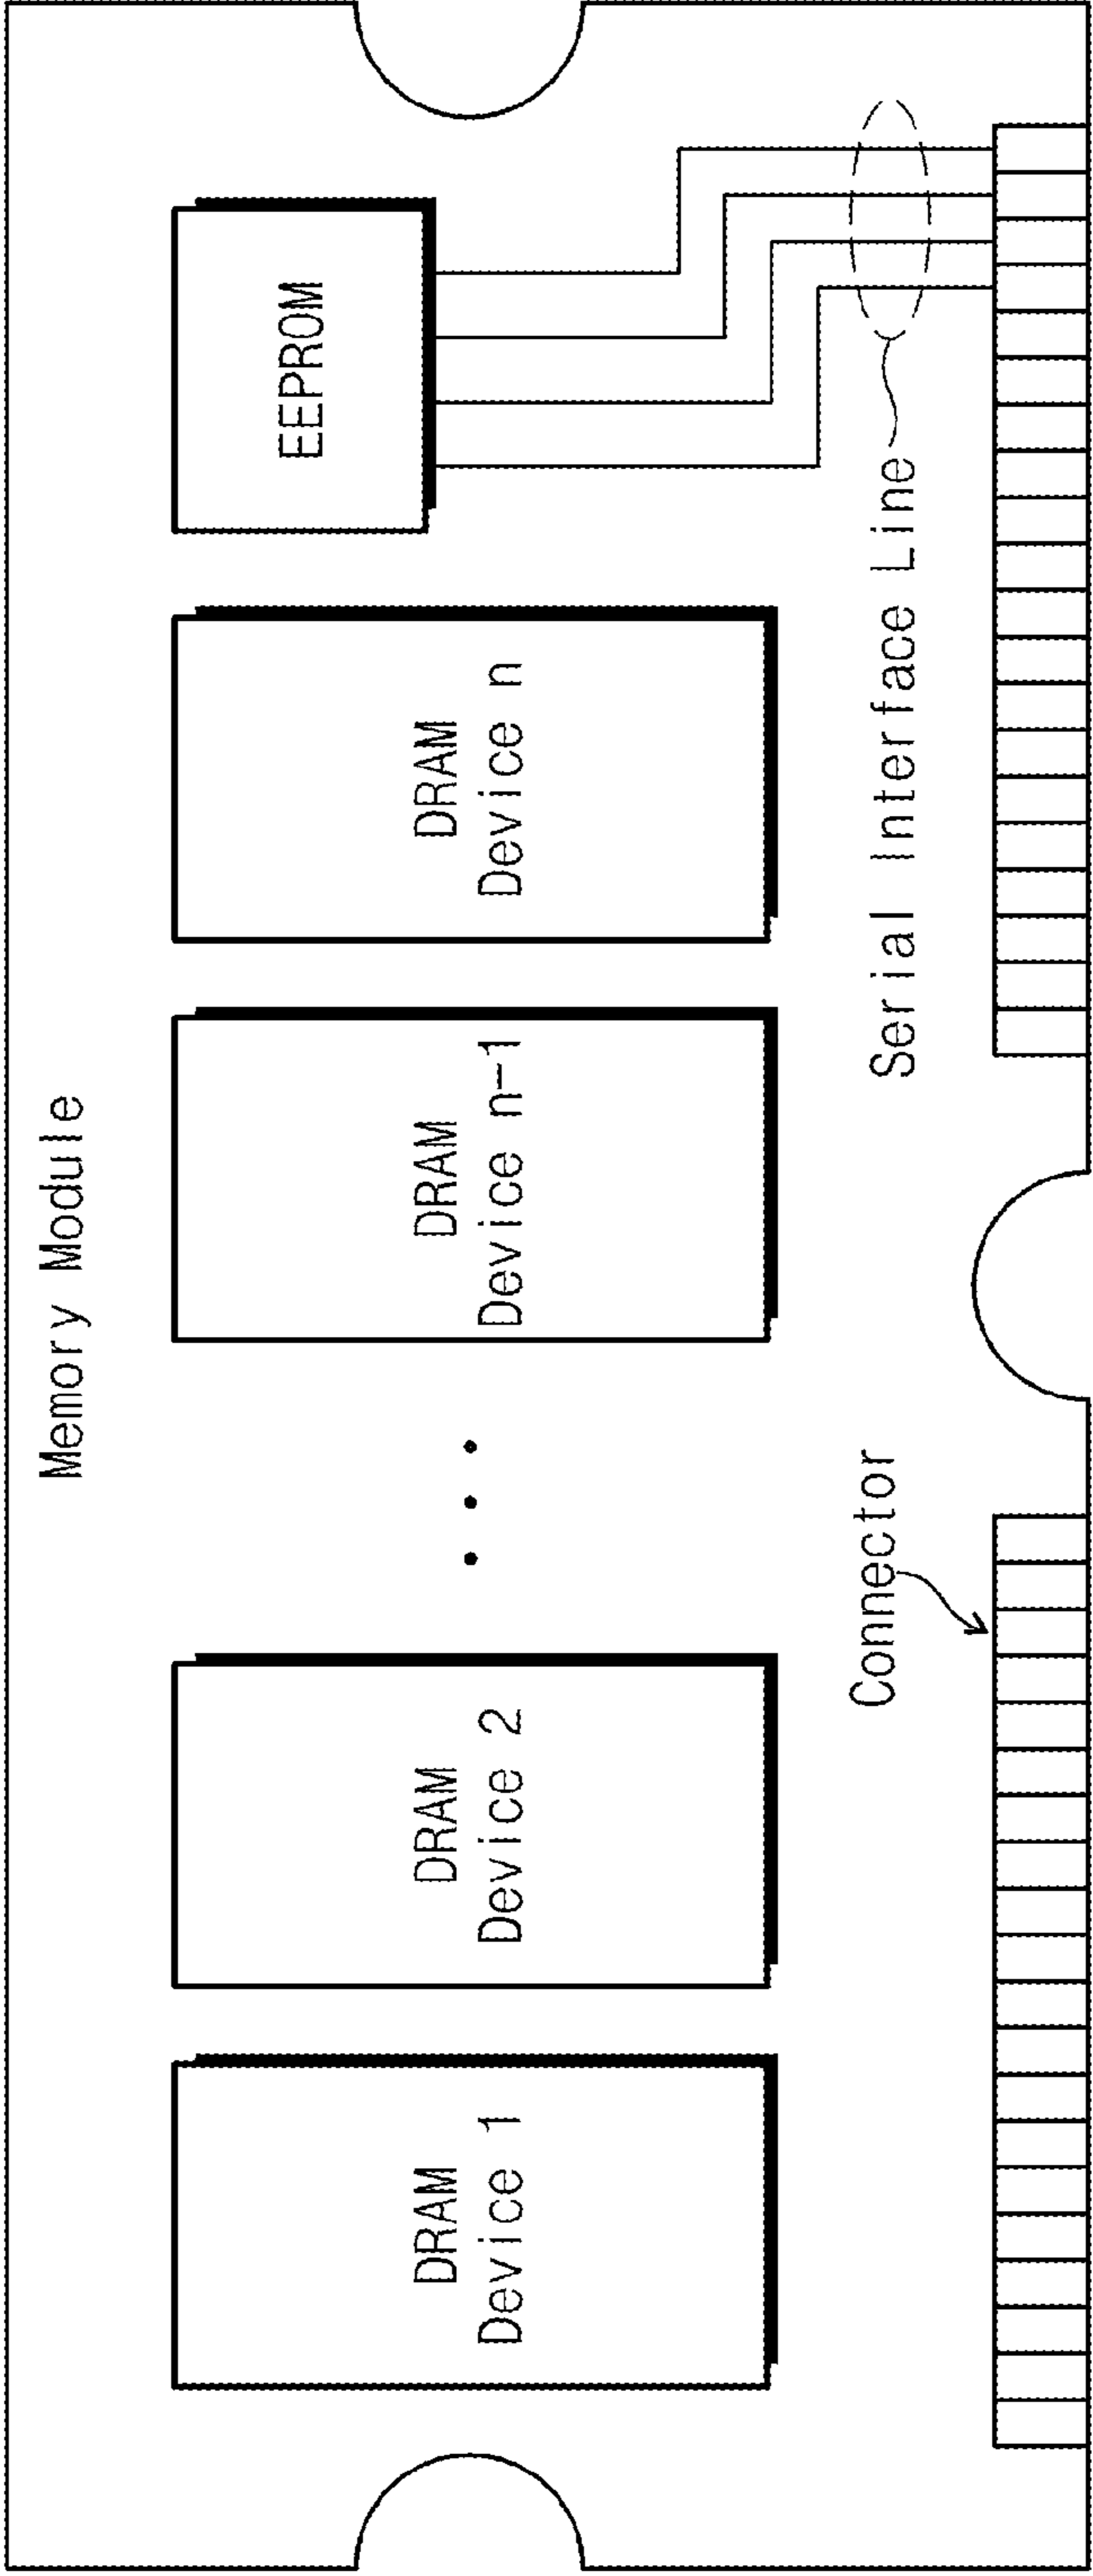 Memory Module
DRAM
Device 1
DRAM
Device 2
DRAM
Device n-1
DRAM
Device n
EEPROM
Connector
Serial Interface Line